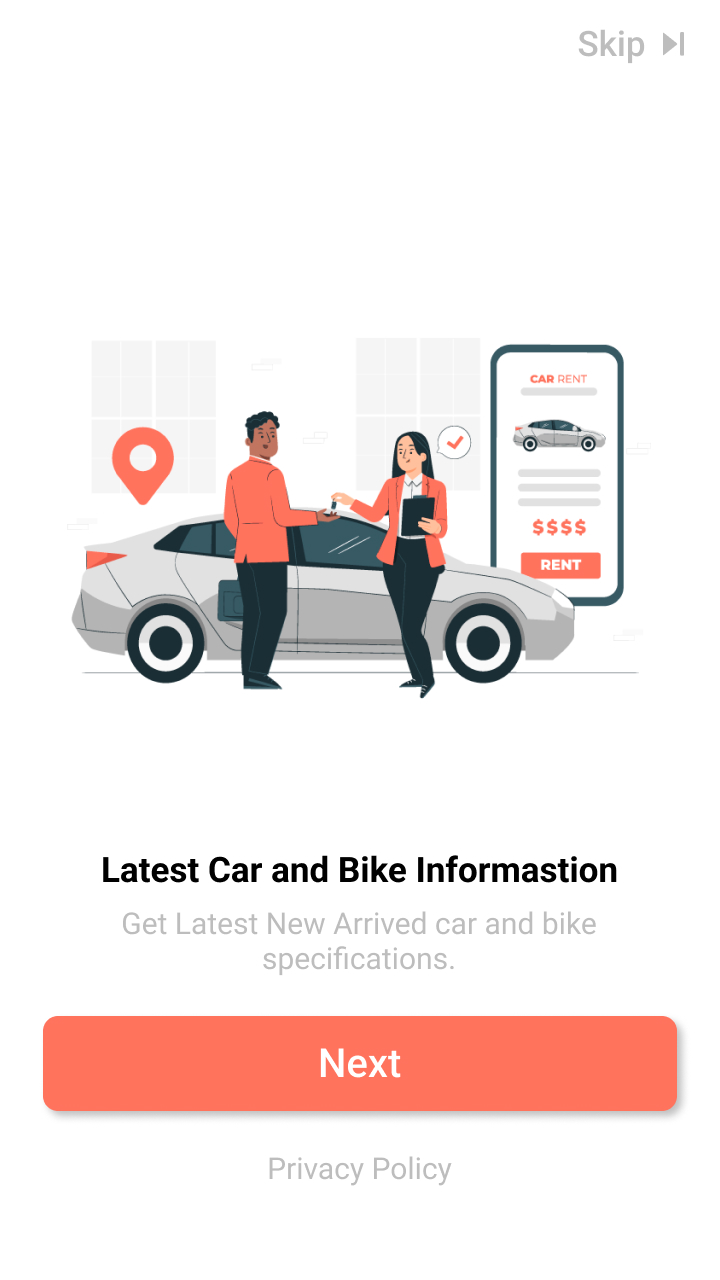 Skip
CAR RENT
$$$$
RENT
Latest Car and Bike Informastion
Get Latest New Arrived car and bike
specifications.
Next
Privacy Policy